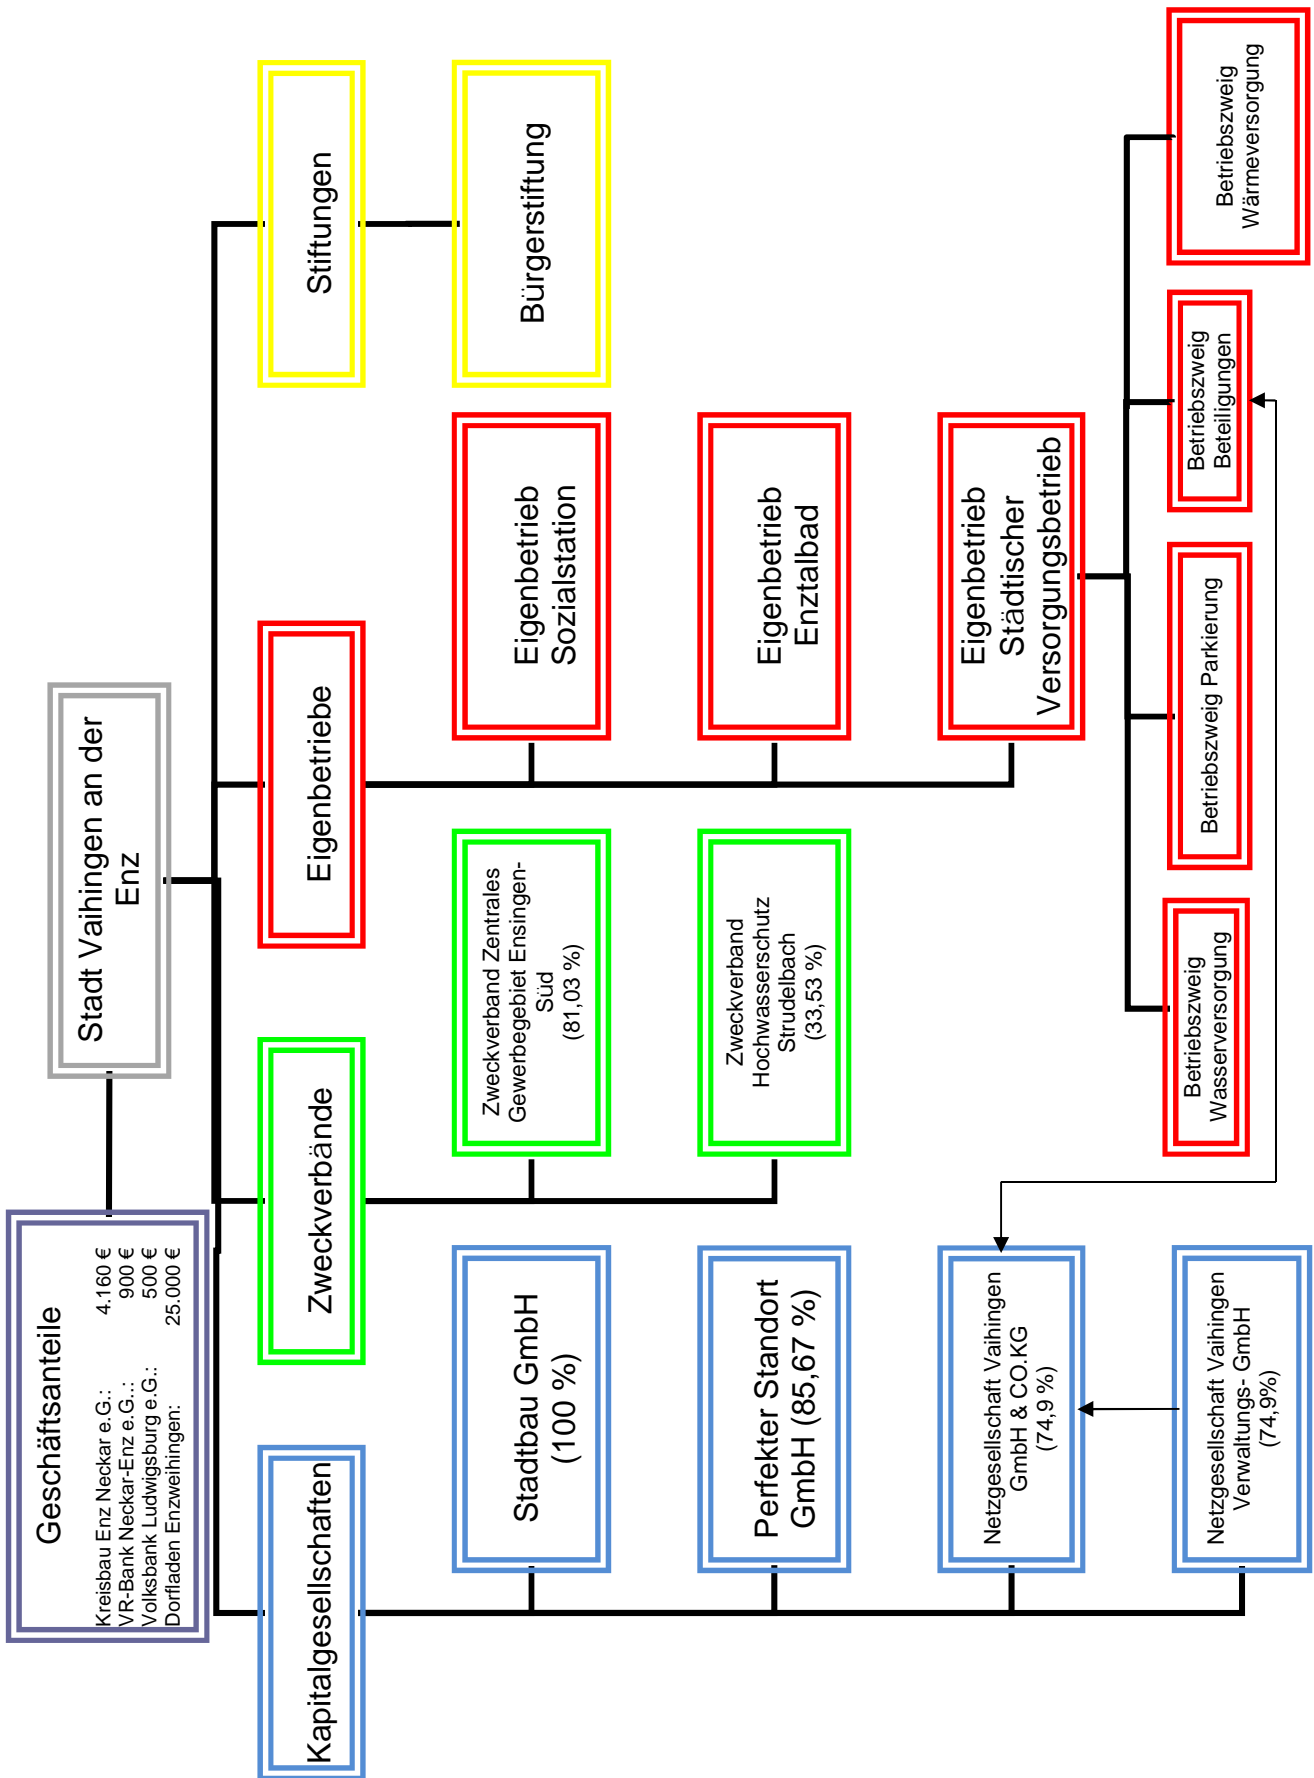 Geschäftsanteile
Kreisbau Enz Neckar e.G.: 4.160 €
VR-Bank Neckar-Enz e.G..: 900 €
Volksbank Ludwigsburg e.G.: 500 €
Dorfladen Enzweihingen: 25.000 €
Stadt Vaihingen an der
Enz
Kapitalgesellschaften
Zweckverbände
Eigenbetriebe
Stiftungen
Stadtbau GmbH
(100 %)
Zweckverband Zentrales
Gewerbegebiet Ensingen-
Süd
(81,03 %)
Eigenbetrieb
Sozialstation
Bürgerstiftung
Perfekter Standort
GmbH (85,67 %)
Zweckverband
Hochwasserschutz
Strudelbach
(33,53 %)
Eigenbetrieb
Enztalbad
Netzgesellschaft Vaihingen
GmbH & CO.KG
(74,9 %)
Eigenbetrieb
Städtischer
Versorgungsbetrieb
Netzgesellschaft Vaihingen
Verwaltungs- GmbH
(74,9%)
Betriebszweig
Wasserversorgung
Betriebszweig Parkierung
Betriebszweig
Beteiligungen
Betriebszweig
Wärmeversorgung